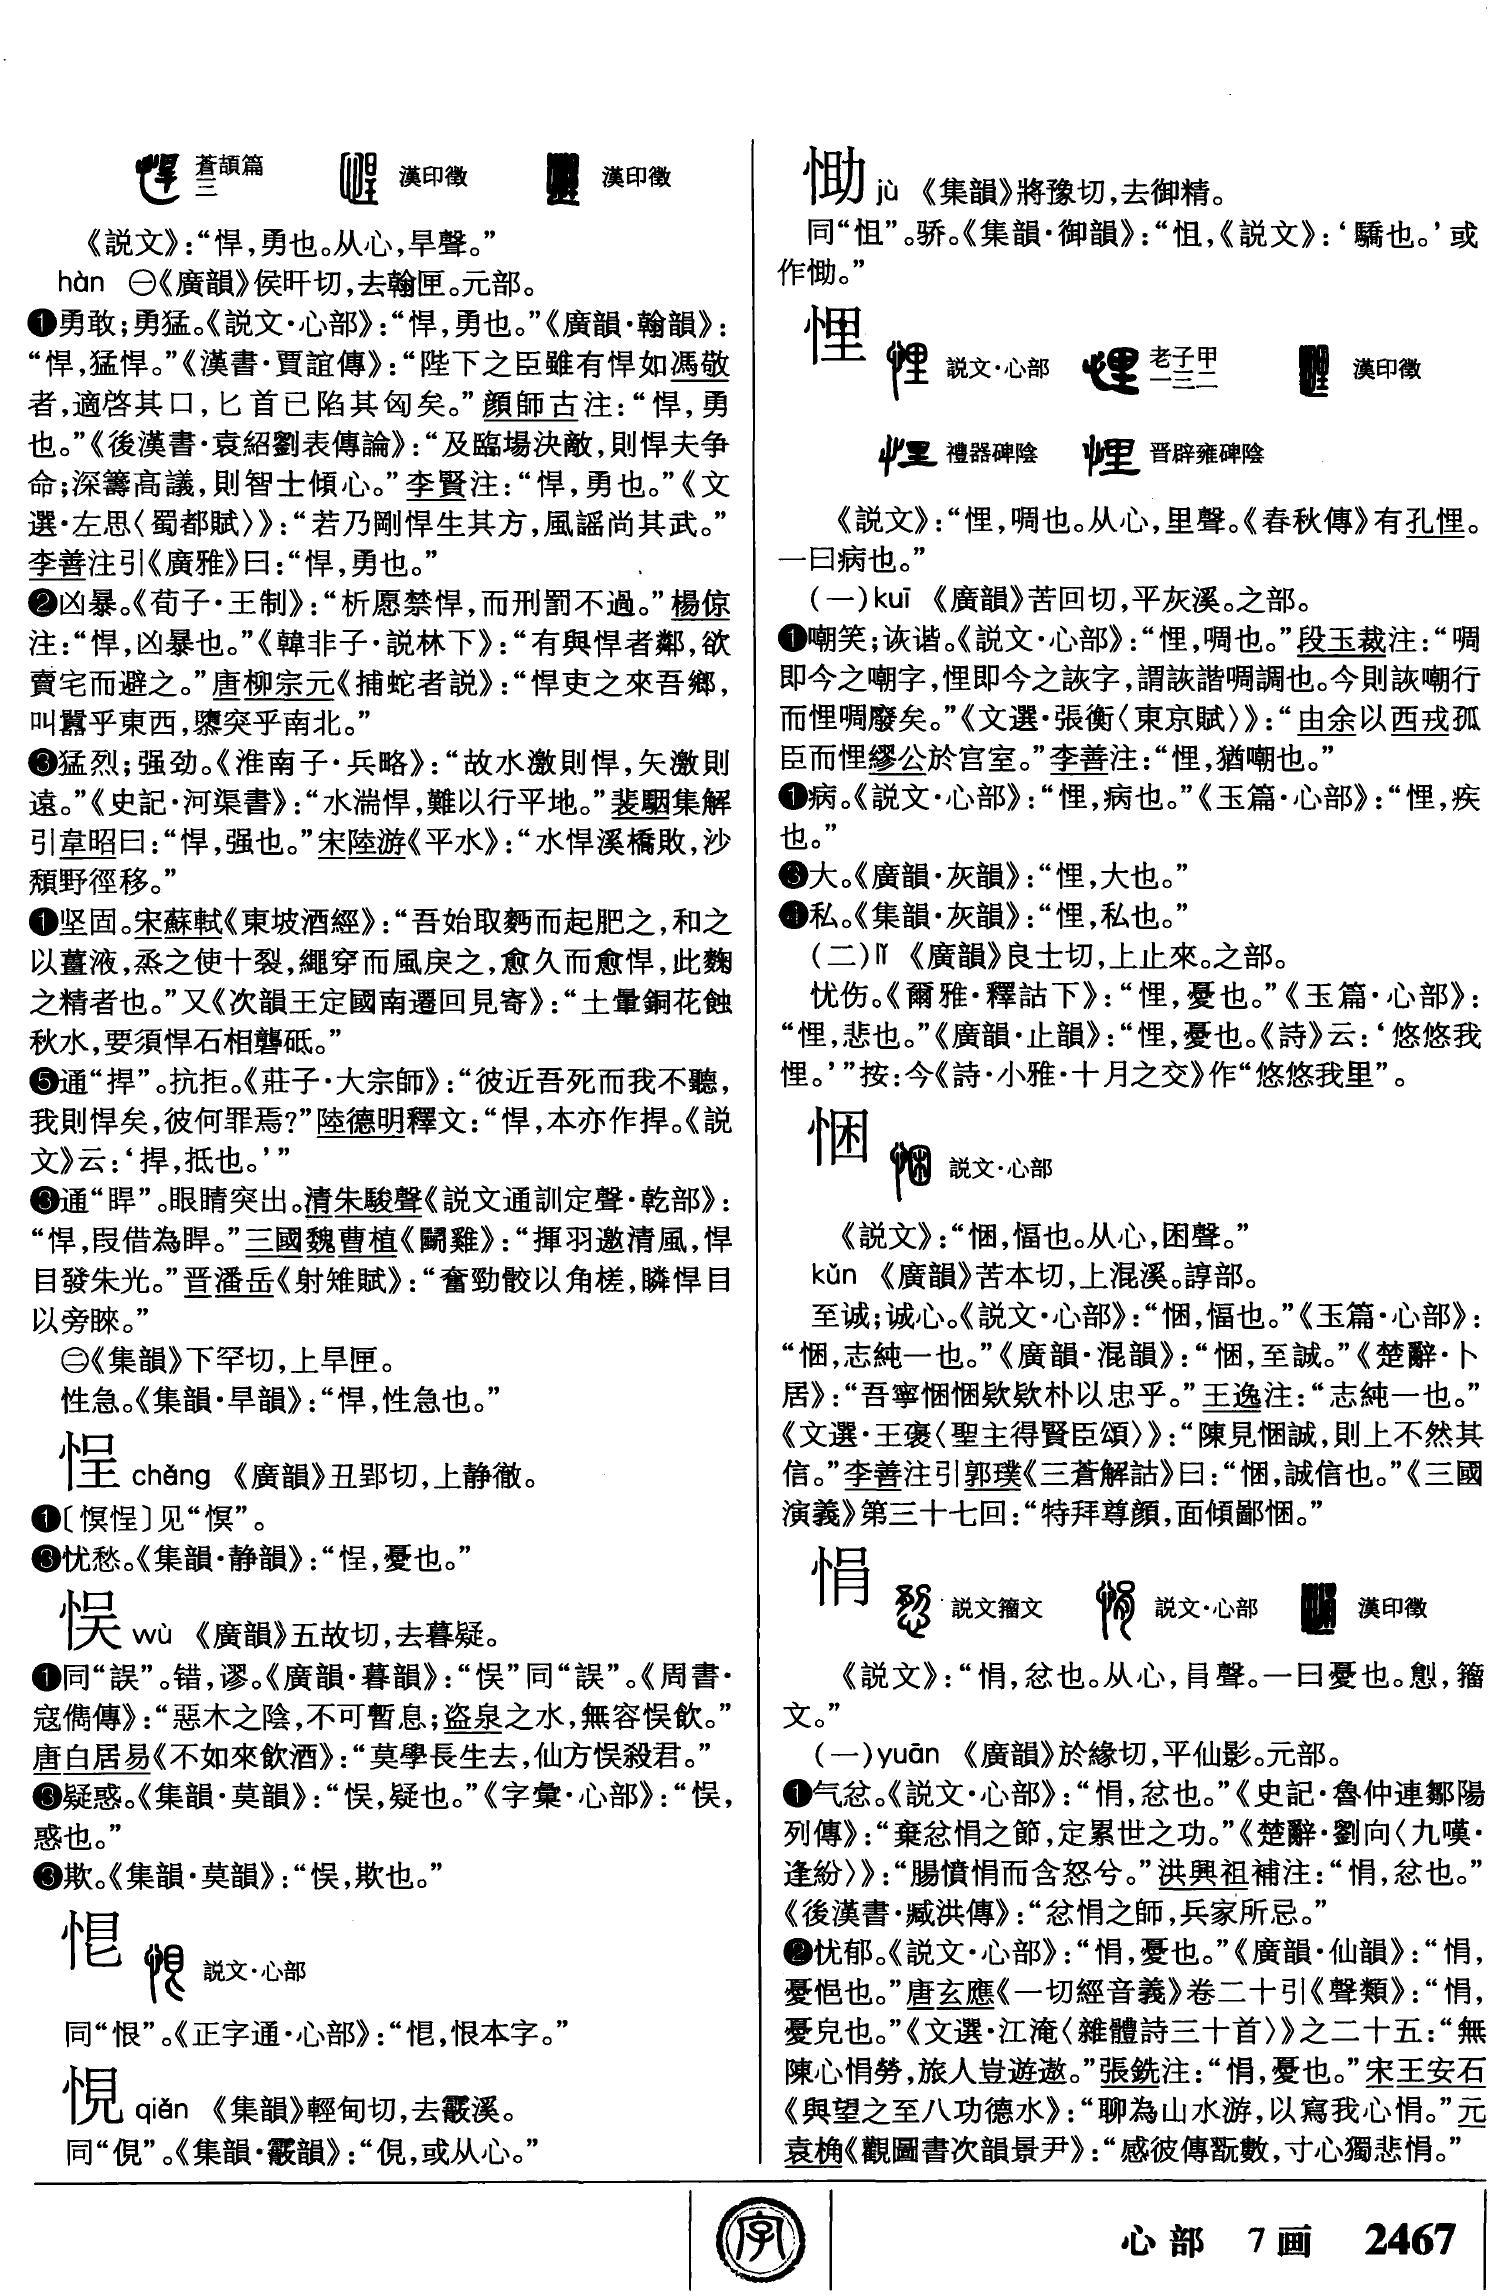 蒼頡篇
三
漢印徵
漢印徵
《説文》：“悍，勇也。从心，旱聲。”
hàn ㊀《廣韻》侯旰切，去翰匣。元部。
❶勇敢；勇猛。《説文·心部》：“悍，勇也。”《廣韻·翰韻》：
“悍，猛悍。”《漢書·賈誼傳》：“陛下之臣雖有悍如馮敬
者，適啓其口，匕首已陷其匈矣。”顔師古注：“悍，勇
也。”《後漢書·袁紹劉表傳論》：“及臨場決敵，則悍夫争
命；深籌高議，則智士傾心。”李賢注：“悍，勇也。”《文
選·左思〈蜀都賦〉》：“若乃剛悍生其方，風謡尚其武。”
李善注引《廣雅》曰：“悍，勇也。”
❷凶暴。《荀子·王制》：“析愿禁悍，而刑罰不過。”楊倞
注：“悍，凶暴也。”《韓非子·説林下》：“有與悍者鄰，欲
賣宅而避之。”唐柳宗元《捕蛇者説》：“悍吏之來吾鄉，
叫囂乎東西，隳突乎南北。”
❸猛烈；强劲。《淮南子·兵略》：“故水激則悍，矢激則
遠。”《史記·河渠書》：“水湍悍，難以行平地。”裴駰集解
引韋昭曰：“悍，强也。”宋陸游《平水》：“水悍溪橋敗，沙
頹野徑移。”
❶坚固。宋蘇軾《東坡酒經》：“吾始取麪而起肥之，和之
以薑液，烝之使十裂，繩穿而風戾之，愈久而愈悍，此麴
之精者也。”又《次韻王定國南遷回見寄》：“土暈銅花蝕
秋水，要須悍石相礱砥。”
❺通“捍”。抗拒。《莊子·大宗師》：“彼近吾死而我不聽，
我則悍矣，彼何罪焉？”陸德明釋文：“悍，本亦作捍。《説
文》云：‘捍，抵也。’”
❸通“睅”。眼睛突出。清朱駿聲《説文通訓定聲·乾部》：
“悍，叚借為睅。”三國魏曹植《鬭雞》：“揮羽邀清風，悍
目發朱光。”晋潘岳《射雉賦》：“奮勁骹以角槎，瞵悍目
以旁睞。”
㊁《集韻》下罕切，上旱匣。
性急。《集韻·旱韻》：“悍，性急也。”
悜 chěng 《廣韻》丑郢切，上静徹。
❶〔愩悜〕见“愩”。
❸忧愁。《集韻·静韻》：“悜，憂也。”
悮 wù 《廣韻》五故切，去暮疑。
❶同“誤”。错，谬。《廣韻·暮韻》：“悮”同“誤”。《周書·
寇儁傳》：“惡木之陰，不可暫息；盗泉之水，無容悮飲。”
唐白居易《不如來飲酒》：“莫學長生去，仙方悮殺君。”
❸疑惑。《集韻·莫韻》：“悮，疑也。”《字彙·心部》：“悮，
惑也。”
❸欺。《集韻·莫韻》：“悮，欺也。”
説文·心部
同“恨”。《正字通·心部》：“悓，恨本字。”
俔 qiǎn 《集韻》輕甸切，去霰溪。
同“俔”。《集韻·霰韻》：“俔，或从心。”
㤖 jù 《集韻》將豫切，去御精。
同“怚”。骄。《集韻·御韻》：“怚，《説文》：‘驕也。’或
作㤖。”
悝
説文·心部
老子甲
一三二
漢印徵
禮器碑陰
晋辟雍碑陰
《説文》：“悝，啁也。从心，里聲。《春秋傳》有孔悝。
一曰病也。”
(一)kuī 《廣韻》苦回切，平灰溪。之部。
❶嘲笑；诙谐。《説文·心部》：“悝，啁也。”段玉裁注：“啁
即今之嘲字，悝即今之詼字，謂詼諧啁調也。今則詼嘲行
而悝啁廢矣。”《文選·張衡〈東京賦〉》：“由余以西戎孤
臣而悝繆公於宫室。”李善注：“悝，猶嘲也。”
❶病。《説文·心部》：“悝，病也。”《玉篇·心部》：“悝，疾
也。”
❸大。《廣韻·灰韻》：“悝，大也。”
❹私。《集韻·灰韻》：“悝，私也。”
(二)lǐ 《廣韻》良士切，上止來。之部。
忧伤。《爾雅·釋詁下》：“悝，憂也。”《玉篇·心部》：
“悝，悲也。”《廣韻·止韻》：“悝，憂也。《詩》云：‘悠悠我
悝。’”按：今《詩·小雅·十月之交》作“悠悠我里”。
悃
説文·心部
《説文》：“悃，愊也。从心，困聲。”
kǔn 《廣韻》苦本切，上混溪。諄部。
至诚；诚心。《説文·心部》：“悃，愊也。”《玉篇·心部》：
“悃，志純一也。”《廣韻·混韻》：“悃，至誠。”《楚辭·卜
居》：“吾寧悃悃欵欵朴以忠乎。”王逸注：“志純一也。”
《文選·王褒〈聖主得賢臣頌〉》：“陳見悃誠，則上不然其
信。”李善注引郭璞《三蒼解詁》曰：“悃，誠信也。”《三國
演義》第三十七回：“特拜尊顔，面傾鄙悃。”
悁
説文籀文
説文·心部
漢印徵
《説文》：“悁，忿也。从心，肙聲。一曰憂也。㥲，籀
文。”
(一)yuān 《廣韻》於緣切，平仙影。元部。
❶气忿。《説文·心部》：“悁，忿也。”《史記·魯仲連鄒陽
列傳》：“棄忿悁之節，定累世之功。”《楚辭·劉向〈九嘆·
逢紛〉》：“腸憤悁而含怒兮。”洪興祖補注：“悁，忿也。”
《後漢書·臧洪傳》：“忿悁之師，兵家所忌。”
❷忧郁。《説文·心部》：“悁，憂也。”《廣韻·仙韻》：“悁，
憂悒也。”唐玄應《一切經音義》卷二十引《聲類》：“悁，
憂皃也。”《文選·江淹〈雜體詩三十首〉》之二十五：“無
陳心悁勞，旅人豈遊遨。”張銑注：“悁，憂也。”宋王安石
《與望之至八功德水》：“聊為山水游，以寫我心悁。”元
袁桷《觀圖書次韻景尹》：“感彼傳翫數，寸心獨悲悁。”
字
心部 7画 2467